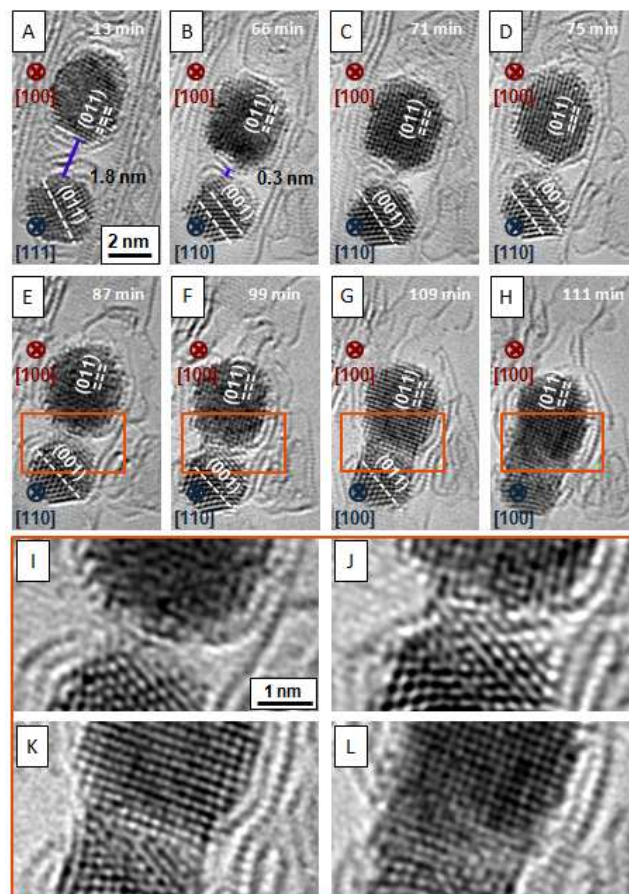 A
13 min
[100]
(011)
1.8 nm
(011)
[111]
2 nm
B
66 min
[100]
(011)
0.3 nm
(001)
[110]
C
71 min
[100]
(011)
(001)
[110]
D
75 min
[100]
(011)
(001)
[110]
E
87 min
[100]
(011)
(001)
[110]
F
99 min
[100]
(011)
(001)
[110]
G
109 min
[100]
(011)
(011)
[100]
H
111 min
[100]
(011)
[100]
I
1 nm
J
K
L